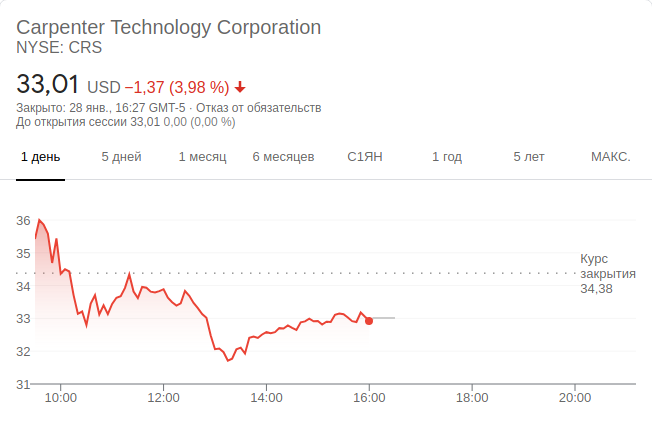 Carpenter Technology Corporation
NYSE: CRS
33,01 USD −1,37 (3,98 %)
Закрыто: 28 янв., 16:27 GMT-5 · Отказ от обязательств
До открытия сессии 33,01 0,00 (0,00 %)
1 день 5 дней 1 месяц 6 месяцев С1ЯН 1 год 5 лет МАКС.
36
35
34
33
32
31
Курс
закрытия
34,38
10:00 12:00 14:00 16:00 18:00 20:00